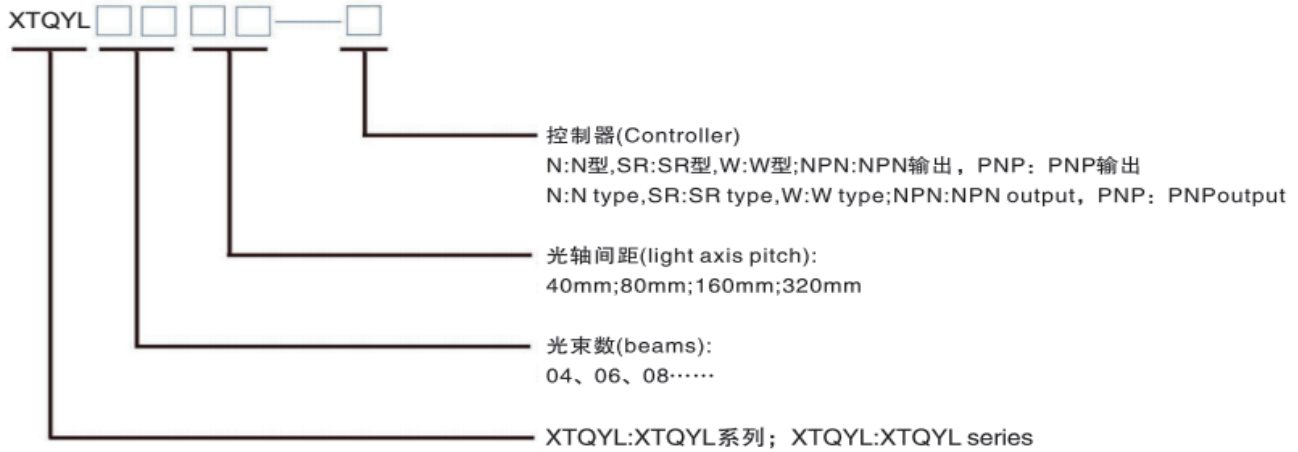 XTQYL□□ □□——□
控制器(Controller)
N:N型,SR:SR型,W:W型;NPN:NPN输出，PNP：PNP输出
N:N type,SR:SR type,W:W type;NPN:NPN output，PNP：PNPoutput
光轴间距(light axis pitch):
40mm;80mm;160mm;320mm
光束数(beams):
04、06、08……
XTQYL:XTQYL系列；XTQYL:XTQYL series